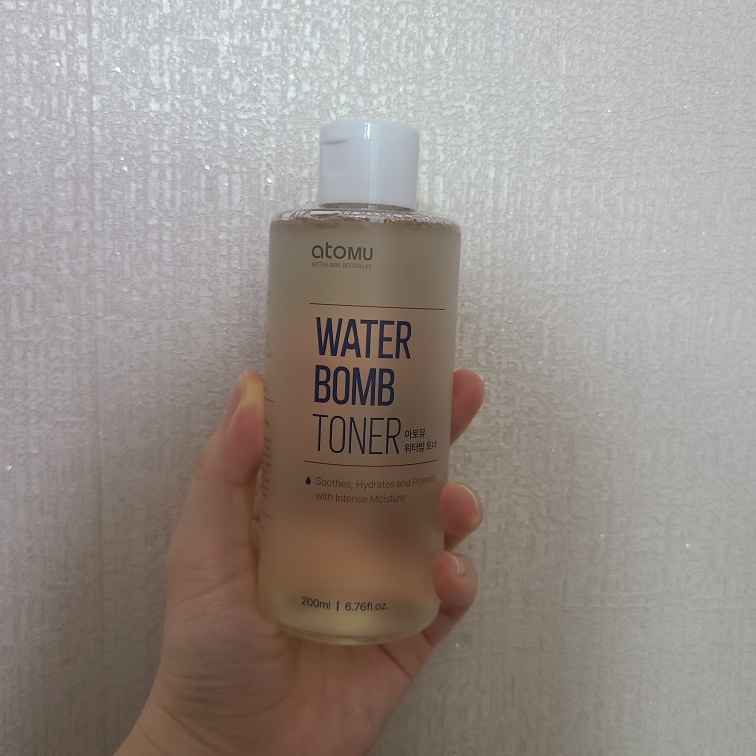 atOMU
BETTER SKIN, BETTER LIFE
WATER
BOMB
TONER
아토뮤
워터밤 토너
Soothes, Hydrates and Protects
with Intense Moisture
200ml | 6.76fl.oz.